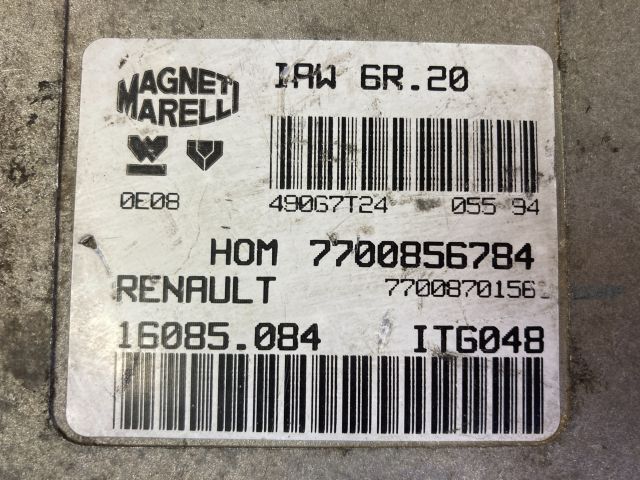 MAGNETI MARELLI
IAW 6R.20
0E08
490G7T24 055 94
HOM 7700856784
RENAULT 7700870156
16085.084 ITG048